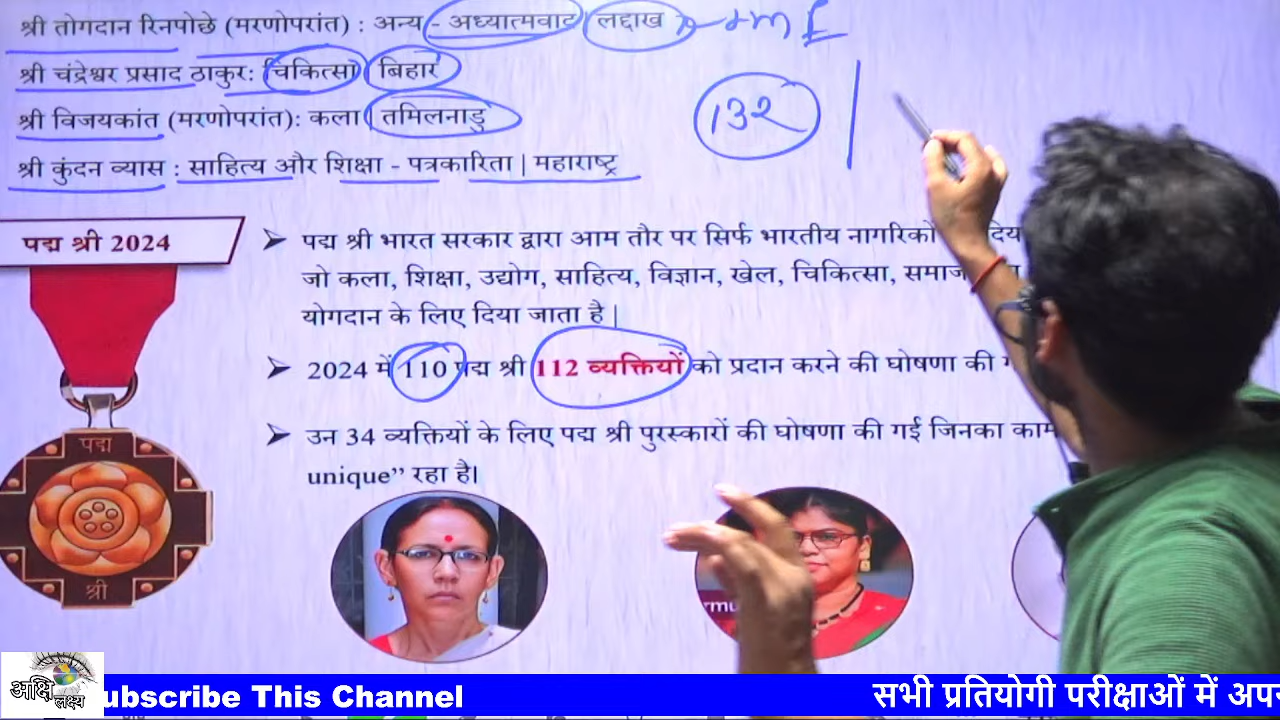 श्री तोगदान रिनपोछे (मरणोपरांत) : अन्य - अध्यात्मवाद लद्दाख
श्री चंद्रेश्वर प्रसाद ठाकुर: चिकित्सा बिहार
132
श्री विजयकांत (मरणोपरांत): कला | तमिलनाडु
श्री कुंदन व्यास : साहित्य और शिक्षा - पत्रकारिता | महाराष्ट्र
पद्म श्री 2024
➢ पद्म श्री भारत सरकार द्वारा आम तौर पर सिर्फ भारतीय नागरिकों
जो कला, शिक्षा, उद्योग, साहित्य, विज्ञान, खेल, चिकित्सा, समाज
योगदान के लिए दिया जाता है |
➢ 2024 में 110 पद्म श्री 112 व्यक्तियों को प्रदान करने की घोषणा की
➢ उन 34 व्यक्तियों के लिए पद्म श्री पुरस्कारों की घोषणा की गई जिनका काम
unique” रहा है।
पद्म
श्री
अक्षि
लक्ष्य
ubscribe This Channel
सभी प्रतियोगी परीक्षाओं में अपन